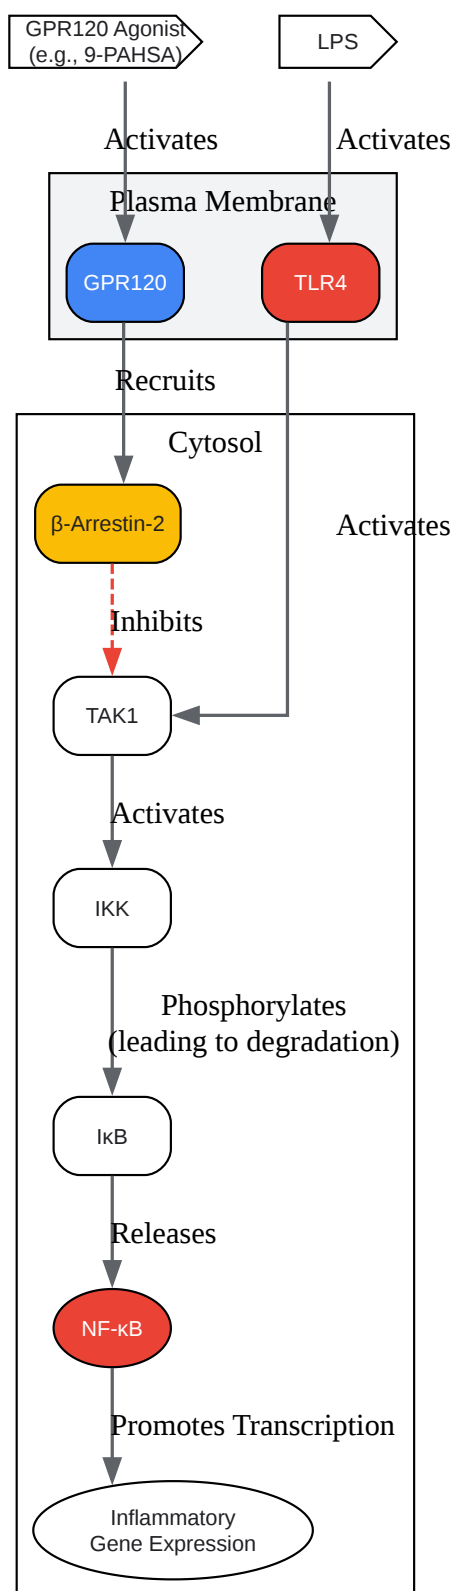 GPR120 Agonist
(e.g., 9-PAHSA)
LPS
Activates
Activates
Plasma Membrane
GPR120
TLR4
Recruits
Cytosol
β-Arrestin-2
Activates
Inhibits
TAK1
Activates
IKK
Phosphorylates
(leading to degradation)
IκB
Releases
NF-κB
Promotes Transcription
Inflammatory
Gene Expression